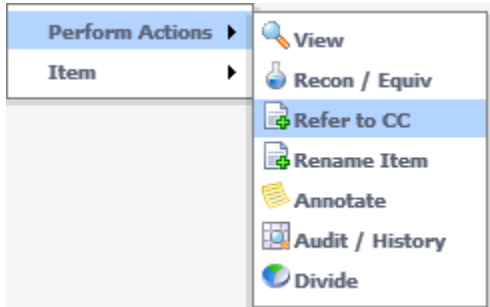 Perform Actions
Item
View
Recon / Equiv
Refer to CC
Rename Item
Annotate
Audit / History
Divide